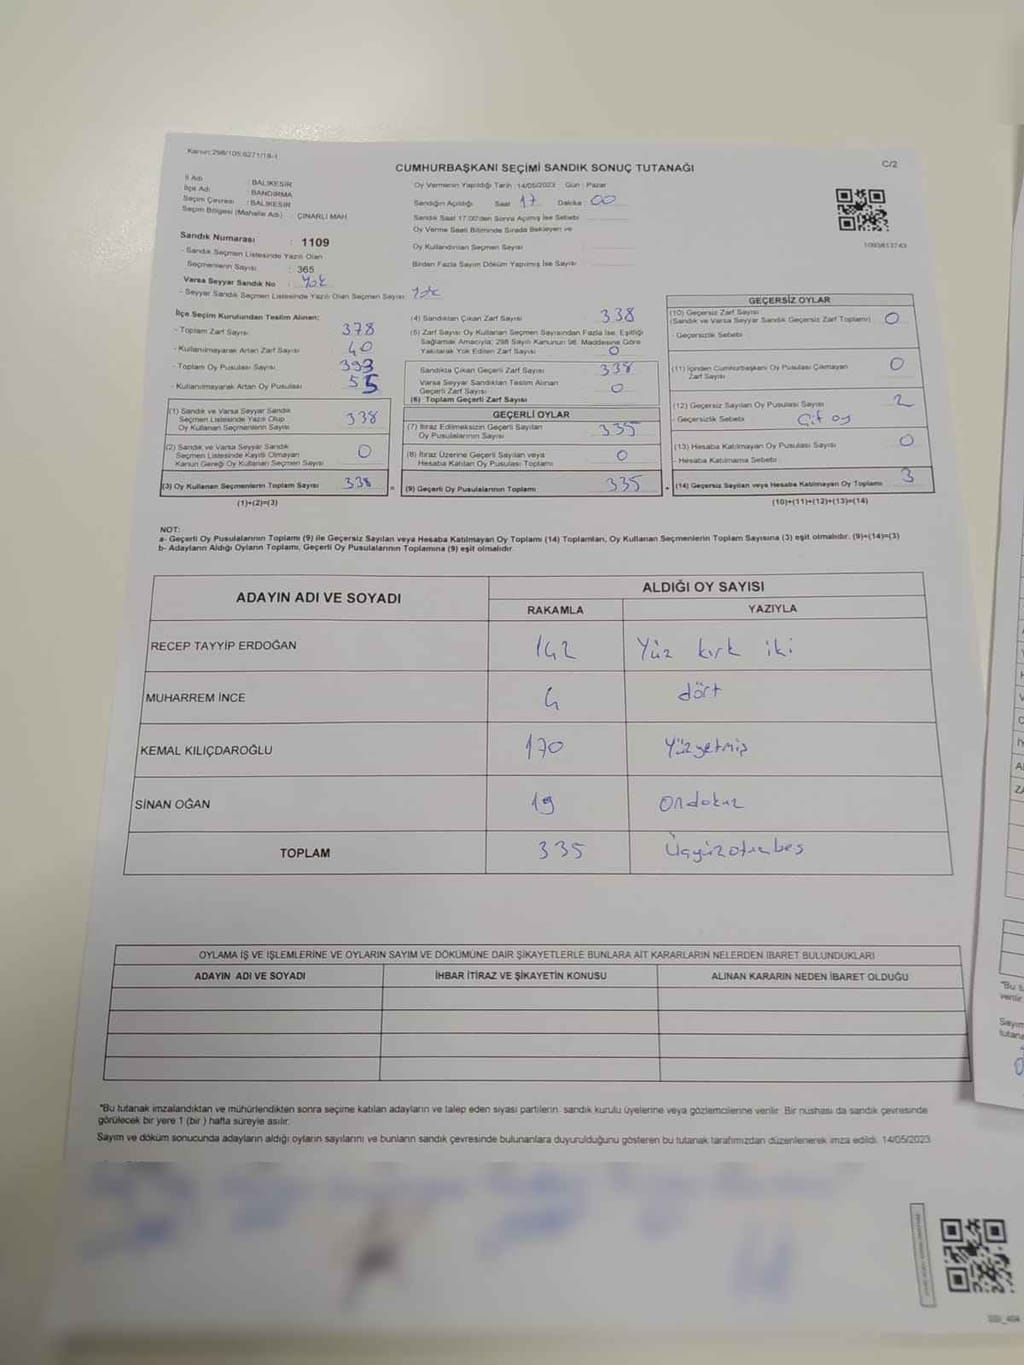 Kanun:298/105,6271/18-1
CUMHURBAŞKANI SEÇİMİ SANDIK SONUÇ TUTANAĞI
C/2
İl Adı : BALIKESİR
İlçe Adı : BANDIRMA
Seçim Çevresi : BALIKESİR
Seçim Bölgesi (Mahalle Adı) : ÇINARLI MAH
Sandık Numarası : 1109
- Sandık Seçmen Listesinde Yazılı Olan
Seçmenlerin Sayısı : 365
Varsa Seyyar Sandık No : Yok
- Seyyar Sandık Seçmen Listesinde Yazılı Olan Seçmen Sayısı: Yok
Oy Vermenin Yapıldığı Tarih :14/05/2023 Gün : Pazar
Sandığın Açıldığı Saat : 17 Dakika : 00
Sandık Saat 17:00'den Sonra Açılmış İse Sebebi
Oy Verme Saati Bitiminde Sırada Bekleyen ve
Oy Kullandırılan Seçmen Sayısı
Birden Fazla Sayım Döküm Yapılmış İse Sayısı
1093813743
İlçe Seçim Kurulundan Teslim Alınan:
- Toplam Zarf Sayısı 378
- Kullanılmayarak Artan Zarf Sayısı 40
- Toplam Oy Pusulası Sayısı 393
- Kullanılmayarak Artan Oy Pusulası 55
(1) Sandık ve Varsa Seyyar Sandık
Seçmen Listesinde Yazılı Olup
Oy Kullanan Seçmenlerin Sayısı 338
(2) Sandık ve Varsa Seyyar Sandık
Seçmen Listesinde Kayıtlı Olmayan
Kanun Gereği Oy Kullanan Seçmen Sayısı 0
(3) Oy Kullanan Seçmenlerin Toplam Sayısı 338
(1)+(2)=(3)
(4) Sandıktan Çıkan Zarf Sayısı 338
(5) Zarf Sayısı Oy Kullanan Seçmen Sayısından Fazla İse, Eşitliği
Sağlamak Amacıyla; 298 Sayılı Kanunun 98. Maddesine Göre
Yakılarak Yok Edilen Zarf Sayısı 0
Sandıkta Çıkan Geçerli Zarf Sayısı 338
Varsa Seyyar Sandıktan Teslim Alınan
Geçerli Zarf Sayısı 0
(6) Toplam Geçerli Zarf Sayısı
GEÇERLİ OYLAR
(7) İtiraz Edilmeksizin Geçerli Sayılan
Oy Pusulalarının Sayısı 335
(8) İtiraz Üzerine Geçerli Sayılan veya
Hesaba Katılan Oy Pusulası Toplamı 0
= (9) Geçerli Oy Pusulalarının Toplamı 335
GEÇERSİZ OYLAR
(10) Geçersiz Zarf Sayısı
(Sandık ve Varsa Seyyar Sandık Geçersiz Zarf Toplamı) 0
- Geçersizlik Sebebi
(11) İçinden Cumhurbaşkanı Oy Pusulası Çıkmayan
Zarf Sayısı 0
(12) Geçersiz Sayılan Oy Pusulası Sayısı 2
- Geçersizlik Sebebi Çift oy
(13) Hesaba Katılmayan Oy Pusulası Sayısı 0
- Hesaba Katılmama Sebebi
+ (14) Geçersiz Sayılan veya Hesaba Katılmayan Oy Toplamı 3
(10)+(11)+(12)+(13)=(14)
NOT:
a- Geçerli Oy Pusulalarının Toplamı (9) ile Geçersiz Sayılan veya Hesaba Katılmayan Oy Toplamı (14) Toplamları, Oy Kullanan Seçmenlerin Toplam Sayısına (3) eşit olmalıdır. (9)+(14)=(3)
b- Adayların Aldığı Oyların Toplamı, Geçerli Oy Pusulalarının Toplamına (9) eşit olmalıdır.
ADAYIN ADI VE SOYADI
ALDIĞI OY SAYISI
RAKAMLA YAZIYLA
RECEP TAYYİP ERDOĞAN 142 Yüz kırk iki
MUHARREM İNCE 4 dört
KEMAL KILIÇDAROĞLU 170 Yüzyetmiş
SİNAN OĞAN 19 Ondokuz
TOPLAM 335 Üçyüzotuzbeş
OYLAMA İŞ VE İŞLEMLERİNE VE OYLARIN SAYIM VE DÖKÜMÜNE DAİR ŞİKAYETLERLE BUNLARA AİT KARARLARIN NELERDEN İBARET BULUNDUKLARI
ADAYIN ADI VE SOYADI İHBAR İTİRAZ VE ŞİKAYETİN KONUSU ALINAN KARARIN NEDEN İBARET OLDUĞU
"Bu tutanak imzalandıktan ve mühürlendikten sonra seçime katılan adayların ve talep eden siyasi partilerin, sandık kurulu üyelerine veya gözlemcilerine verilir. Bir nüshası da sandık çevresinde
görülecek bir yere 1 (bir ) hafta süreyle asılır.
Sayım ve döküm sonucunda adayların aldığı oyların sayılarını ve bunların sandık çevresinde bulunanlara duyurulduğunu gösteren bu tutanak tarafımızdan düzenlenerek imza edildi. 14/05/2023